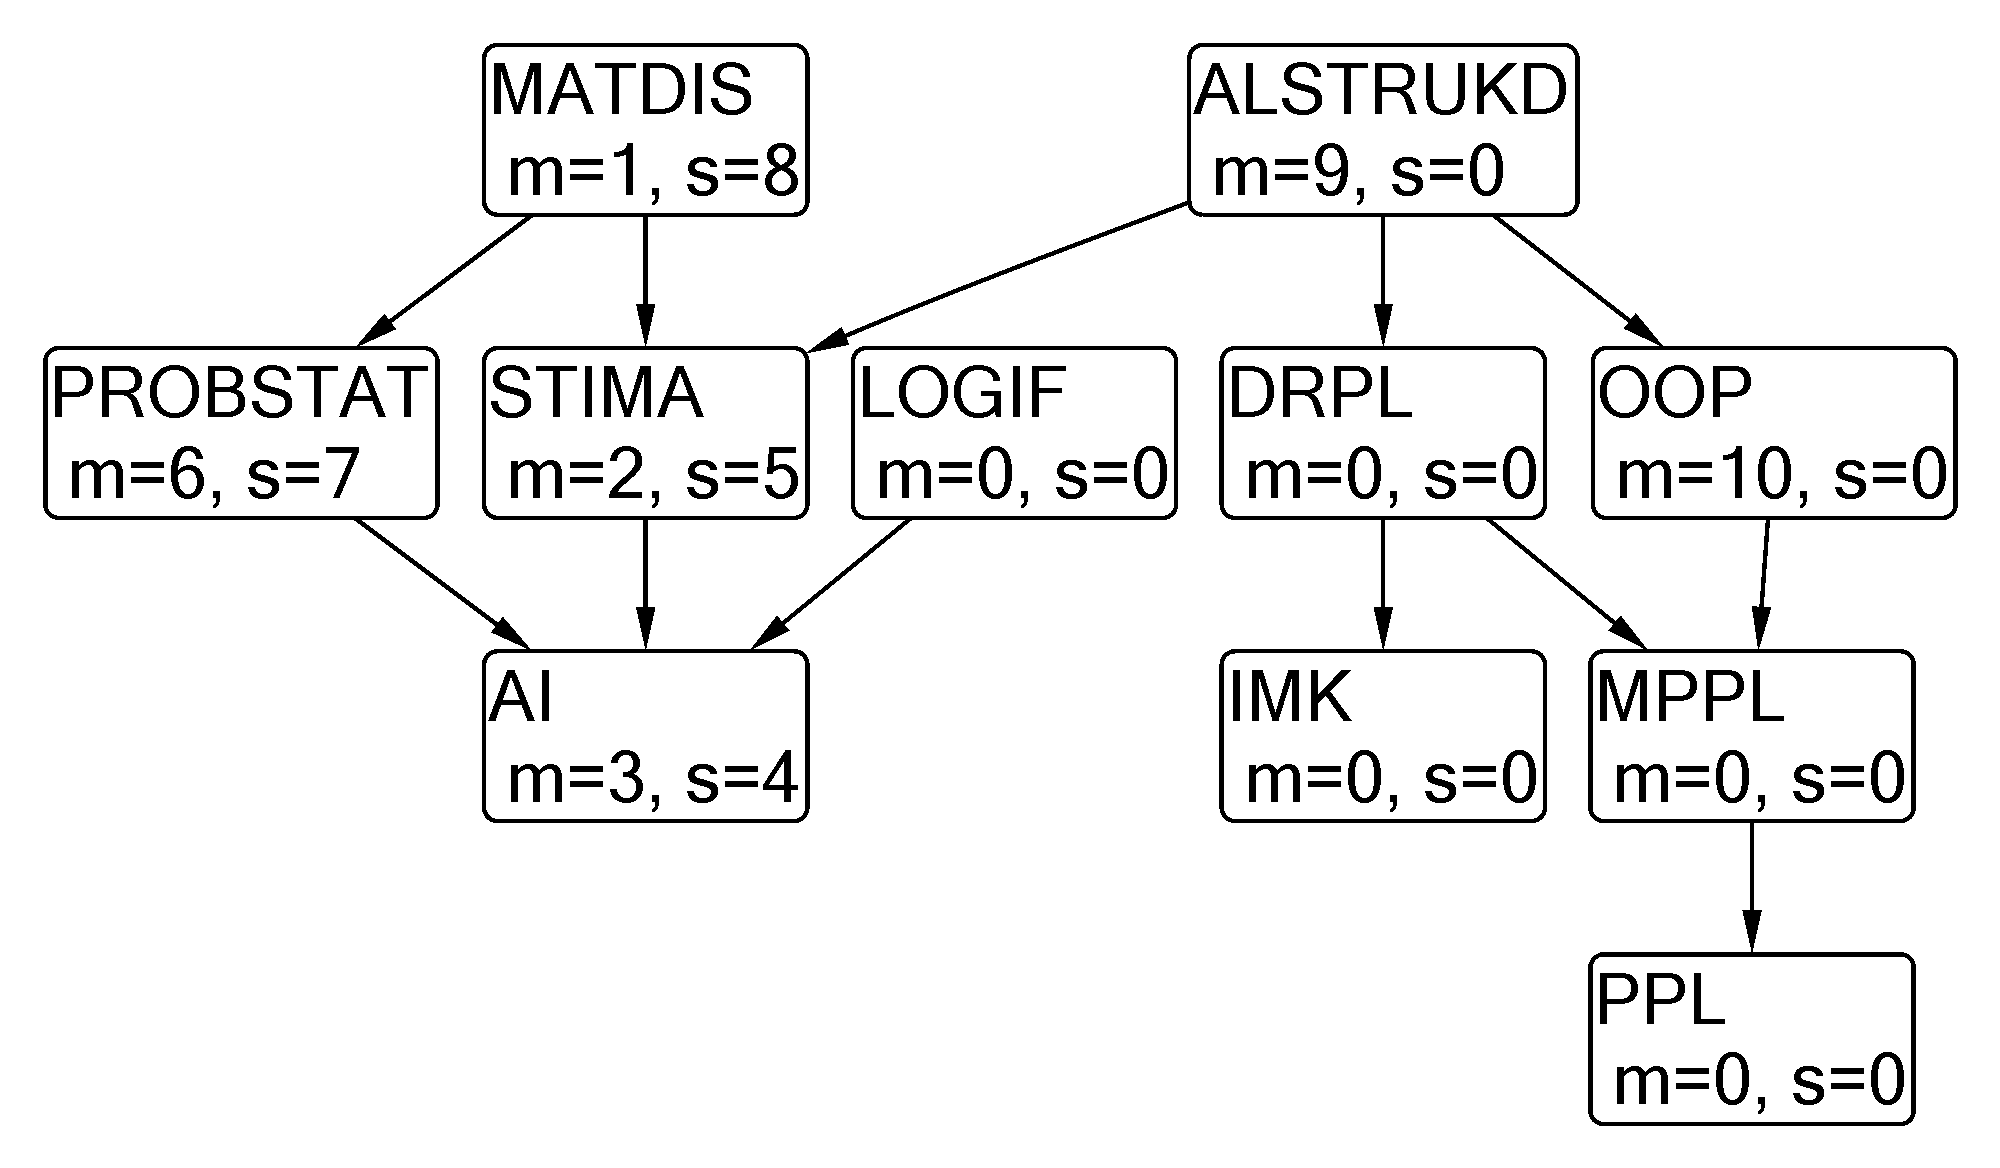 MATDIS
m=1, s=8
ALSTRUKD
m=9, s=0
PROBSTAT
m=6, s=7
STIMA
m=2, s=5
LOGIF
m=0, s=0
DRPL
m=0, s=0
OOP
m=10, s=0
AI
m=3, s=4
IMK
m=0, s=0
MPPL
m=0, s=0
PPL
m=0, s=0